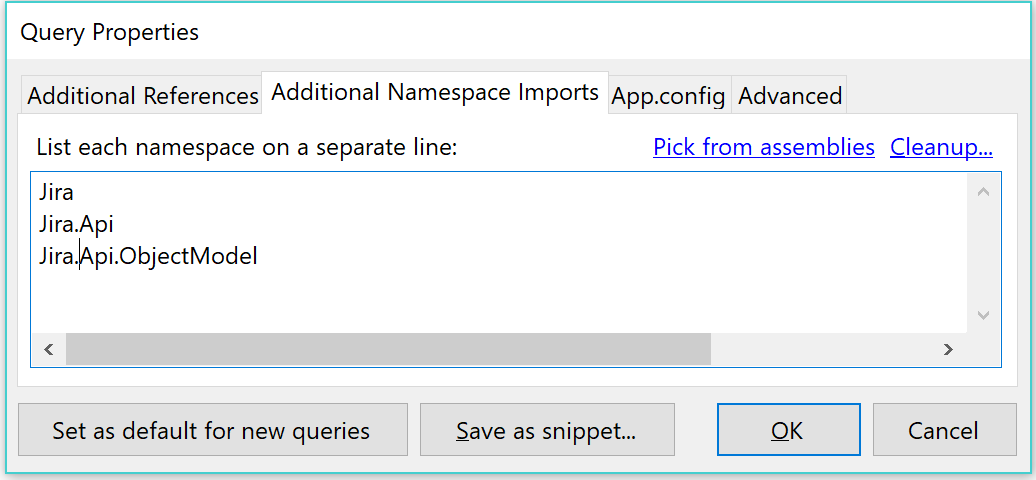 Query Properties
Additional References Additional Namespace Imports App.config Advanced
List each namespace on a separate line: Pick from assemblies Cleanup...
Jira
Jira.Api
Jira.Api.ObjectModel
Set as default for new queries Save as snippet... OK Cancel